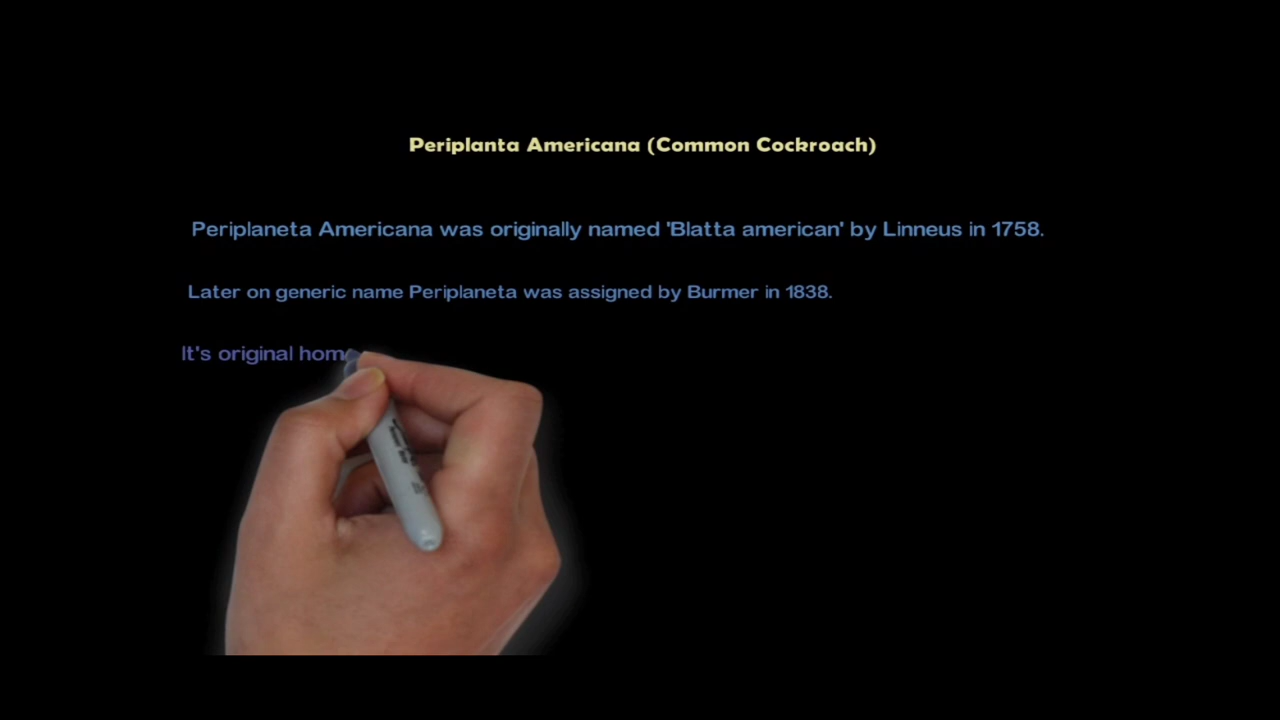 Periplanta Americana (Common Cockroach)
Periplaneta Americana was originally named 'Blatta american' by Linneus in 1758.
Later on generic name Periplaneta was assigned by Burmer in 1838.
It's original hom